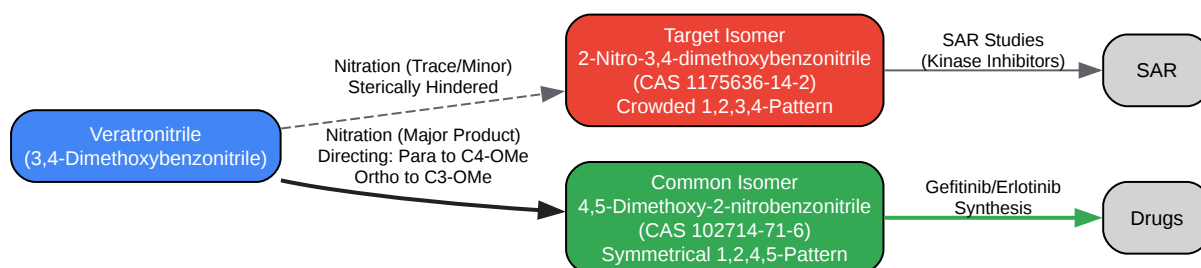 Veratronitrile
(3,4-Dimethoxybenzonitrile)
Nitration (Trace/Minor)
Sterically Hindered
Nitration (Major Product)
Directing: Para to C4-OMe
Ortho to C3-OMe
Target Isomer
2-Nitro-3,4-dimethoxybenzonitrile
(CAS 1175636-14-2)
Crowded 1,2,3,4-Pattern
Common Isomer
4,5-Dimethoxy-2-nitrobenzonitrile
(CAS 102714-71-6)
Symmetrical 1,2,4,5-Pattern
SAR Studies
(Kinase Inhibitors)
SAR
Gefitinib/Erlotinib
Synthesis
Drugs